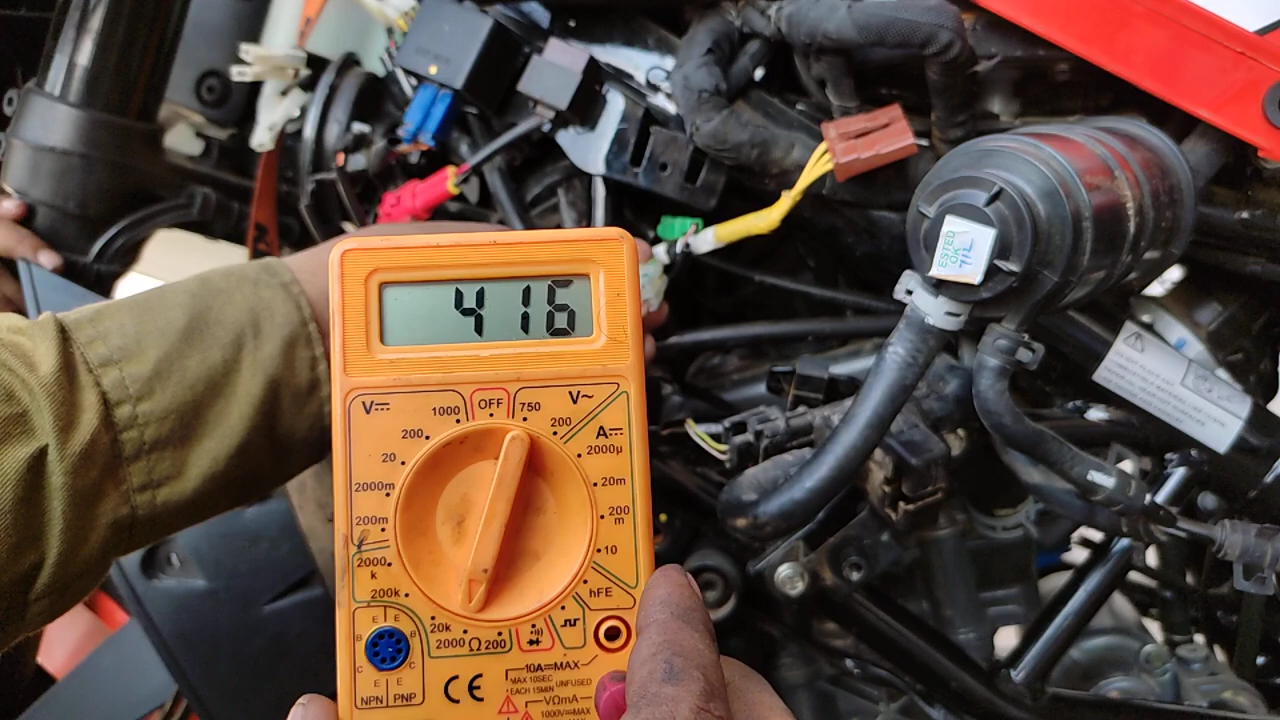 416
V⎓
OFF
V~
1000
750
200
200
A⎓
20
2000µ
2000m
20m
200m
200
m
2000
k
10
200k
hFE
20k
2000
Ω
200
E E
B B
C C
E E
NPN PNP
CE
10A⎓MAX
MAX 10SEC
EACH 15MIN
UNFUSED
VΩmA
1000V⎓MAX
ESTED
OK